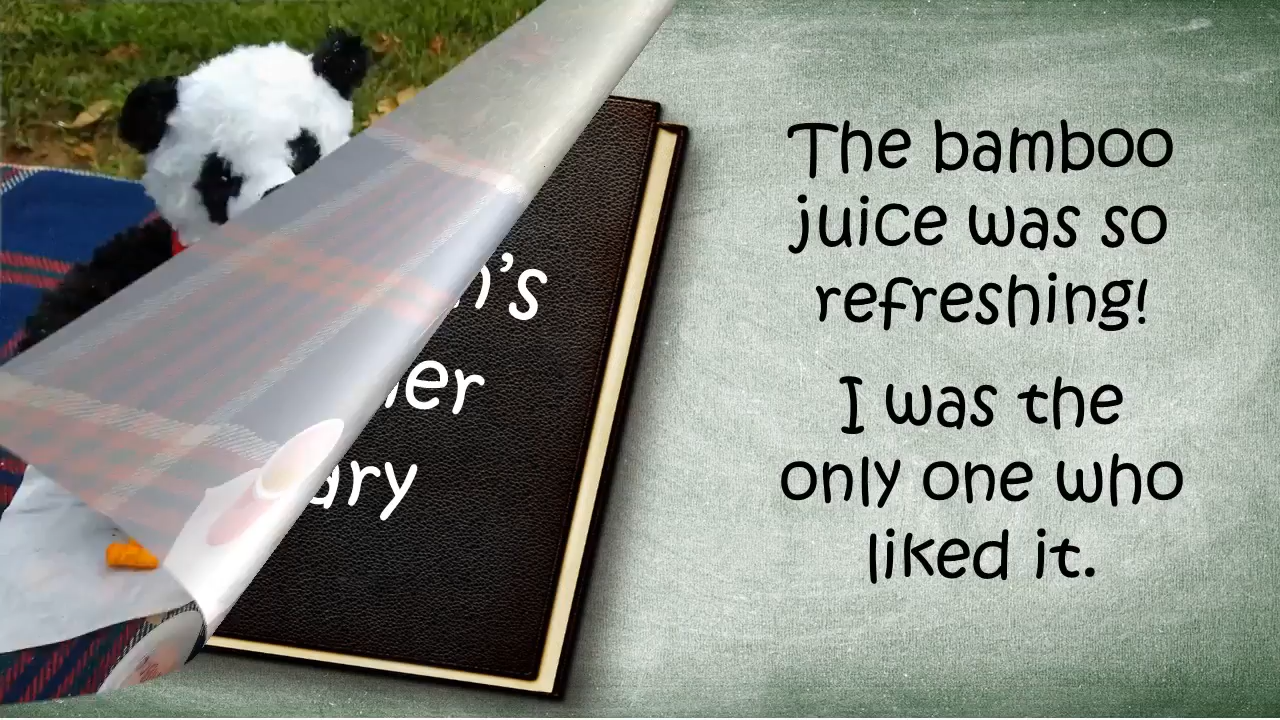 The bamboo
juice was so
refreshing!
I was the
only one who
liked it.